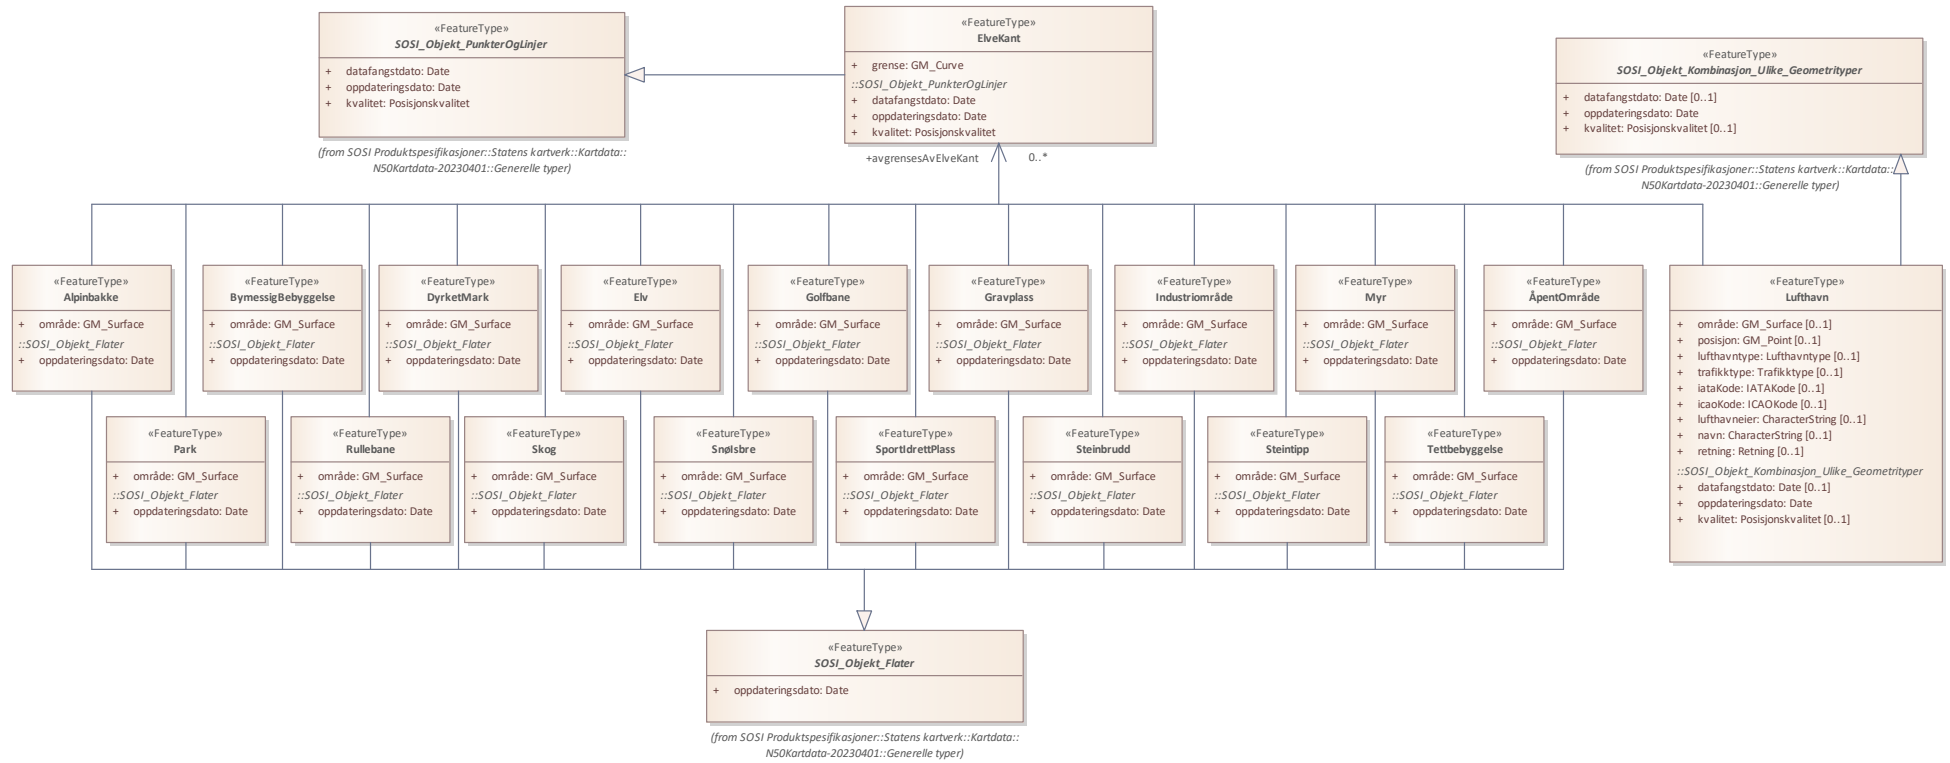 «FeatureType»
SOSI_Objekt_PunkterOgLinjer
+ datafangstdato: Date
+ oppdateringsdato: Date
+ kvalitet: Posisjonskvalitet
(from SOSI Produktspesifikasjoner::Statens kartverk::Kartdata::
N50Kartdata-20230401::Generelle typer)
«FeatureType»
ElveKant
+ grense: GM_Curve
::SOSI_Objekt_PunkterOgLinjer
+ datafangstdato: Date
+ oppdateringsdato: Date
+ kvalitet: Posisjonskvalitet
+avgrensesAvElveKant 0..*
«FeatureType»
SOSI_Objekt_Kombinasjon_Ulike_Geometrityper
+ datafangstdato: Date [0..1]
+ oppdateringsdato: Date
+ kvalitet: Posisjonskvalitet [0..1]
(from SOSI Produktspesifikasjoner::Statens kartverk::Kartdata::
N50Kartdata-20230401::Generelle typer)
«FeatureType»
Alpinbakke
+ område: GM_Surface
::SOSI_Objekt_Flater
+ oppdateringsdato: Date
«FeatureType»
BymessigBebyggelse
+ område: GM_Surface
::SOSI_Objekt_Flater
+ oppdateringsdato: Date
«FeatureType»
DyrketMark
+ område: GM_Surface
::SOSI_Objekt_Flater
+ oppdateringsdato: Date
«FeatureType»
Elv
+ område: GM_Surface
::SOSI_Objekt_Flater
+ oppdateringsdato: Date
«FeatureType»
Golfbane
+ område: GM_Surface
::SOSI_Objekt_Flater
+ oppdateringsdato: Date
«FeatureType»
Gravplass
+ område: GM_Surface
::SOSI_Objekt_Flater
+ oppdateringsdato: Date
«FeatureType»
Industriområde
+ område: GM_Surface
::SOSI_Objekt_Flater
+ oppdateringsdato: Date
«FeatureType»
Myr
+ område: GM_Surface
::SOSI_Objekt_Flater
+ oppdateringsdato: Date
«FeatureType»
ÅpentOmråde
+ område: GM_Surface
::SOSI_Objekt_Flater
+ oppdateringsdato: Date
«FeatureType»
Lufthavn
+ område: GM_Surface [0..1]
+ posisjon: GM_Point [0..1]
+ lufthavntype: Lufthavntype [0..1]
+ trafikktype: Trafikktype [0..1]
+ iataKode: IATAKode [0..1]
+ icaoKode: ICAOKode [0..1]
+ lufthavneier: CharacterString [0..1]
+ navn: CharacterString [0..1]
+ retning: Retning [0..1]
::SOSI_Objekt_Kombinasjon_Ulike_Geometrityper
+ datafangstdato: Date [0..1]
+ oppdateringsdato: Date
+ kvalitet: Posisjonskvalitet [0..1]
«FeatureType»
Park
+ område: GM_Surface
::SOSI_Objekt_Flater
+ oppdateringsdato: Date
«FeatureType»
Rullebane
+ område: GM_Surface
::SOSI_Objekt_Flater
+ oppdateringsdato: Date
«FeatureType»
Skog
+ område: GM_Surface
::SOSI_Objekt_Flater
+ oppdateringsdato: Date
«FeatureType»
SnøIsbre
+ område: GM_Surface
::SOSI_Objekt_Flater
+ oppdateringsdato: Date
«FeatureType»
SportIdrettPlass
+ område: GM_Surface
::SOSI_Objekt_Flater
+ oppdateringsdato: Date
«FeatureType»
Steinbrudd
+ område: GM_Surface
::SOSI_Objekt_Flater
+ oppdateringsdato: Date
«FeatureType»
Steintipp
+ område: GM_Surface
::SOSI_Objekt_Flater
+ oppdateringsdato: Date
«FeatureType»
Tettbebyggelse
+ område: GM_Surface
::SOSI_Objekt_Flater
+ oppdateringsdato: Date
«FeatureType»
SOSI_Objekt_Flater
+ oppdateringsdato: Date
(from SOSI Produktspesifikasjoner::Statens kartverk::Kartdata::
N50Kartdata-20230401::Generelle typer)